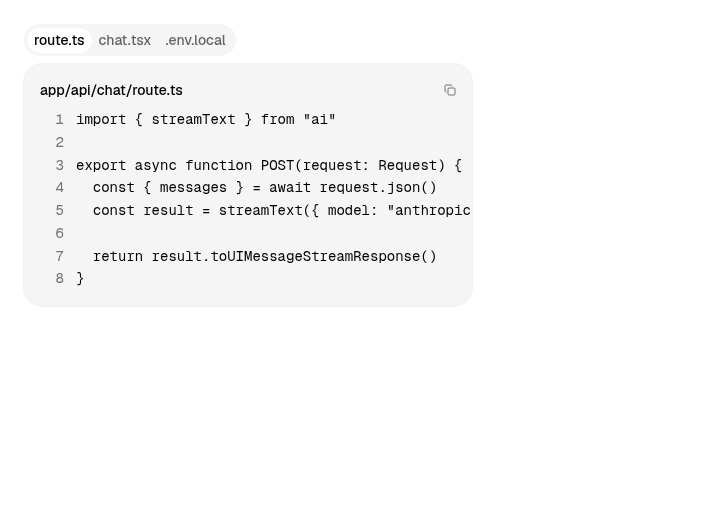 route.ts chat.tsx .env.local
app/api/chat/route.ts
1 import { streamText } from "ai"
2
3 export async function POST(request: Request) {
4   const { messages } = await request.json()
5   const result = streamText({ model: "anthropic
6
7   return result.toUIMessageStreamResponse()
8 }